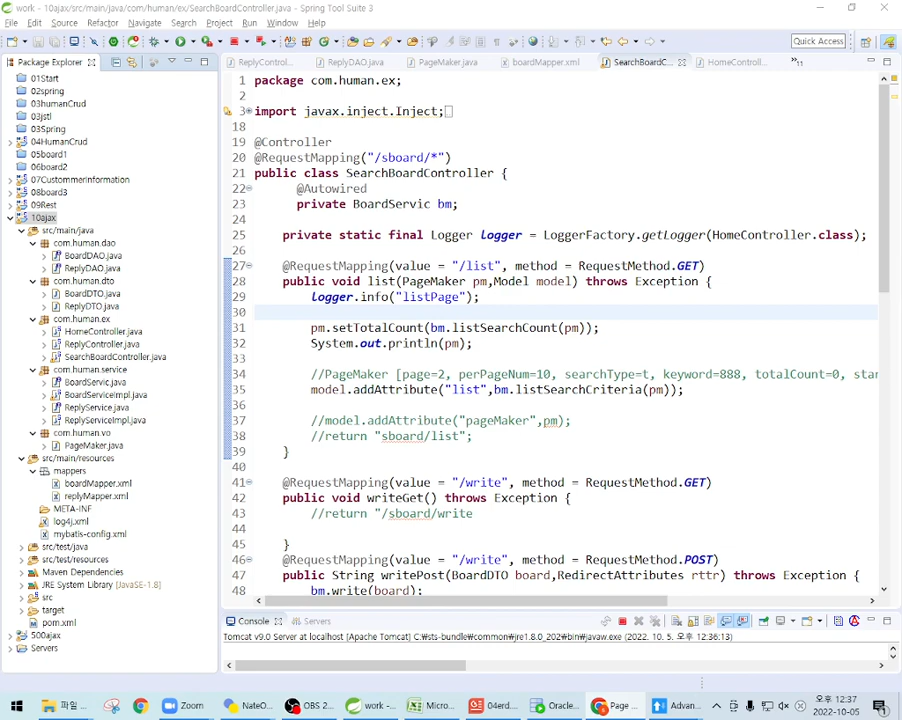 work - 10ajax/src/main/java/com/human/ex/SearchBoardController.java - Spring Tool Suite 3
File Edit Source Refactor Navigate Search Project Run Window Help
Quick Access
Package Explorer
ReplyControl...
ReplyDAO.java
PageMaker.java
boardMapper.xml
SearchBoardC...
HomeControll...
»11
01Start
02spring
03humanCrud
03jstl
03Spring
04HumanCrud
05board1
06board2
07Custommerinformation
08board3
09Rest
10ajax
src/main/java
com.human.dao
BoardDAO.java
ReplyDAO.java
com.human.dto
BoardDTO.java
ReplyDTO.java
com.human.ex
HomeController.java
ReplyController.java
SearchBoardController.java
com.human.service
BoardServic.java
BoardServiceImpl.java
ReplyService.java
ReplyServiceImpl.java
com.human.vo
PageMaker.java
src/main/resources
mappers
boardMapper.xml
replyMapper.xml
META-INF
log4j.xml
mybatis-config.xml
src/test/java
src/test/resources
Maven Dependencies
JRE System Library [JavaSE-1.8]
src
target
pom.xml
500ajax
Servers
1 package com.human.ex;
2
3 import javax.inject.Inject;
18
19 @Controller
20 @RequestMapping("/sboard/*")
21 public class SearchBoardController {
22 @Autowired
23 private BoardServic bm;
24
25 private static final Logger logger = LoggerFactory.getLogger(HomeController.class);
26
27 @RequestMapping(value = "/list", method = RequestMethod.GET)
28 public void list(PageMaker pm,Model model) throws Exception {
29 logger.info("listPage");
30
31 pm.setTotalCount(bm.listSearchCount(pm));
32 System.out.println(pm);
33
34 //PageMaker [page=2, perPageNum=10, searchType=t, keyword=888, totalCount=0, star
35 model.addAttribute("list",bm.listSearchCriteria(pm));
36
37 //model.addAttribute("pageMaker",pm);
38 //return "sboard/list";
39 }
40
41 @RequestMapping(value = "/write", method = RequestMethod.GET)
42 public void writeGet() throws Exception {
43 //return "/sboard/write
44
45 }
46 @RequestMapping(value = "/write", method = RequestMethod.POST)
47 public String writePost(BoardDTO board,RedirectAttributes rttr) throws Exception {
48 bm.write(board);
Console Servers
Tomcat v9.0 Server at localhost [Apache Tomcat] C:\sts-bundle\common\jre1.8.0_202\bin\javaw.exe (2022. 10. 5. 오후 12:36:13)
파일 ...
Zoom
NateO...
OBS 2...
work -...
Micro...
04erd...
Oracle...
Page ...
Advan...
오후 12:37
2022-10-05